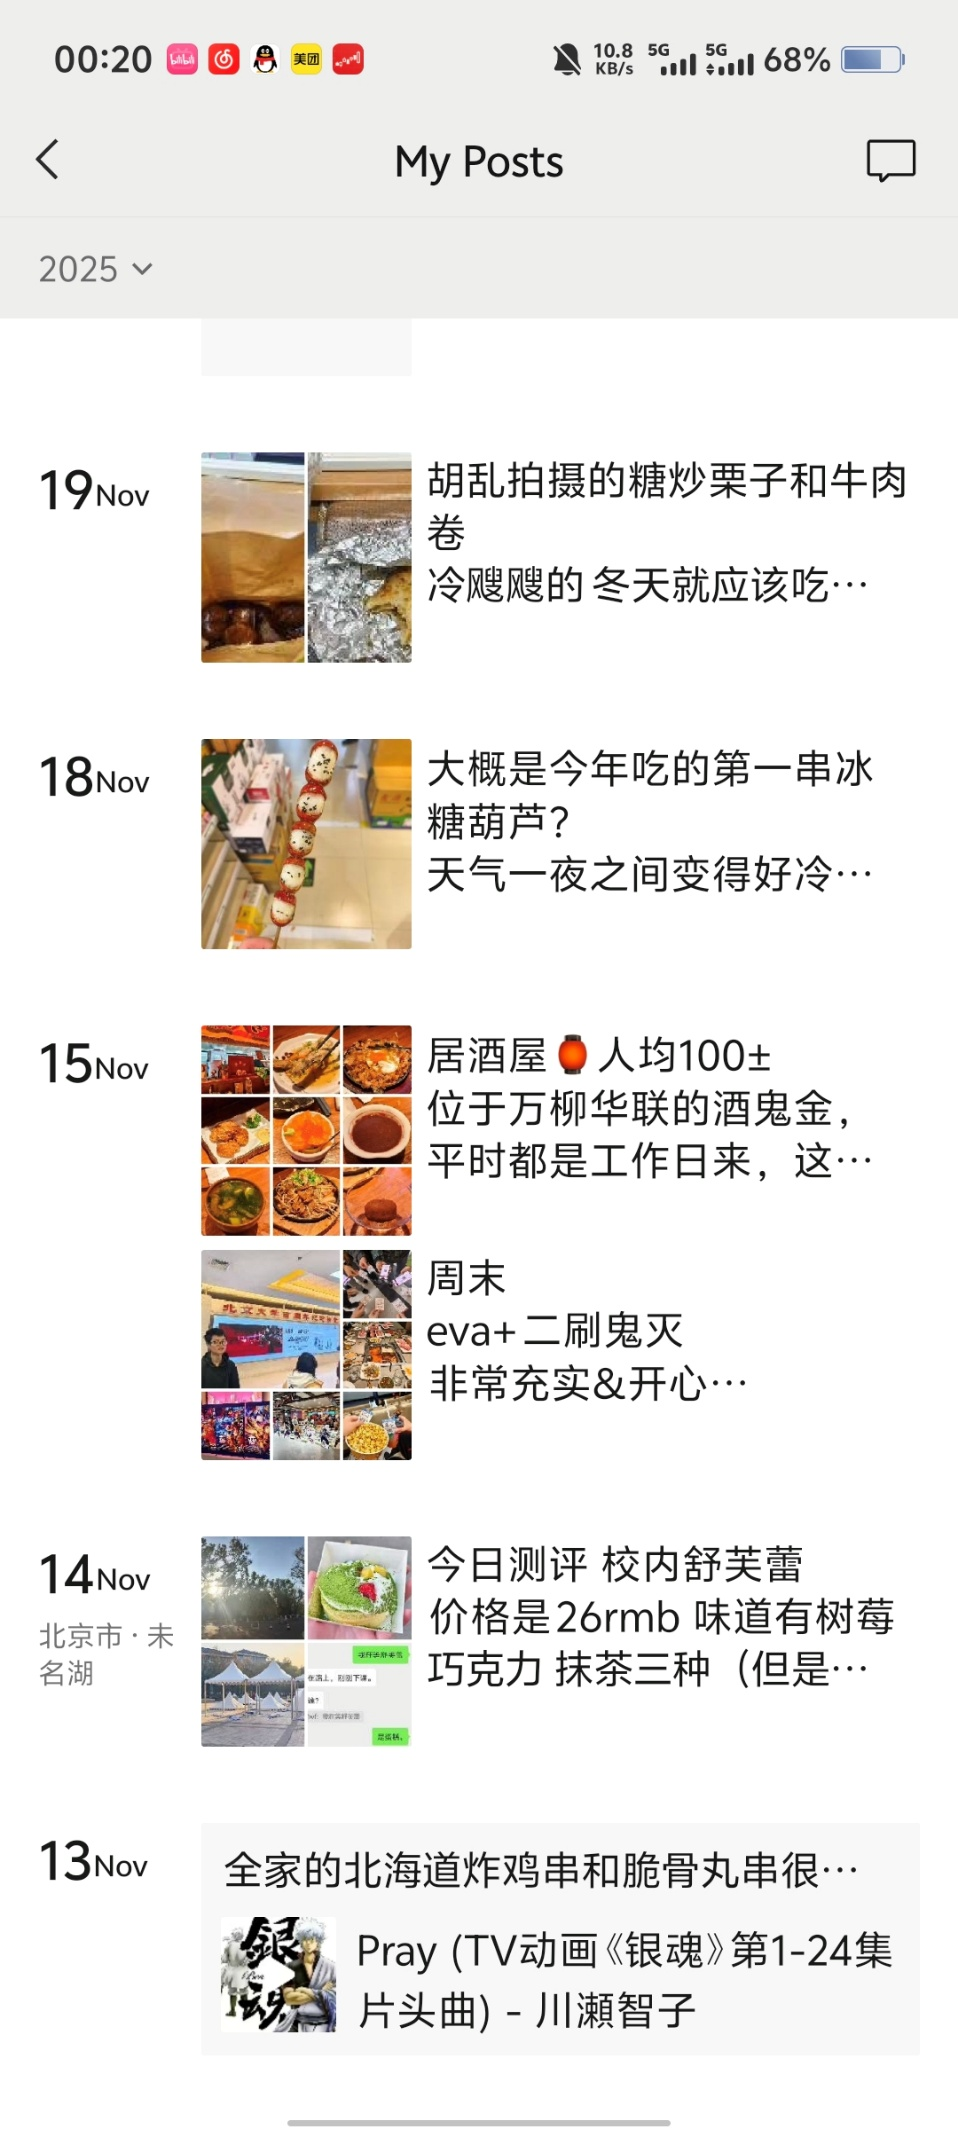 00:20
bilibili
美团
10.8
KB/s
5G
5G
68%
My Posts
2025
19Nov
胡乱拍摄的糖炒栗子和牛肉
卷
冷飕飕的 冬天就应该吃…
18Nov
大概是今年吃的第一串冰
糖葫芦？
天气一夜之间变得好冷…
15Nov
居酒屋🏮人均100±
位于万柳华联的酒鬼金，
平时都是工作日来，这…
周末
eva+二刷鬼灭
非常充实&开心…
14Nov
北京市 · 未
名湖
今日测评 校内舒芙蕾
价格是26rmb 味道有树莓
巧克力 抹茶三种（但是…
13Nov
全家的北海道炸鸡串和脆骨丸串很…
銀魂
Pray (TV动画《银魂》第1-24集
片头曲) - 川瀬智子